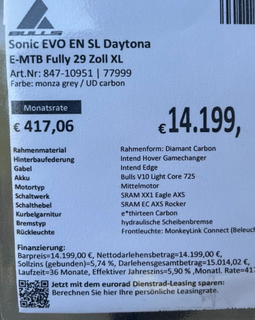 BULLS
Sonic EVO EN SL Daytona
E-MTB Fully 29 Zoll XL
Art.Nr: 847-10951 | 77999
Farbe: monza grey / UD carbon
Monatsrate
€ 417,06
€ 14.199,
Rahmenmaterial Rahmenform: Diamant Carbon
Hinterbaufederung Intend Hover Gamechanger
Gabel Intend Edge
Akku Bulls V10 Light Core 725
Motortyp Mittelmotor
Schaltwerk SRAM XX1 Eagle AXS
Schalthebel SRAM EC AXS Rocker
Kurbelgarnitur e*thirteen Carbon
Bremstyp hydraulische Scheibenbremse
Rückleuchte Frontleuchte: MonkeyLink Connect (Beleuc
Finanzierung:
Barpreis=14.199,00 €, Nettodarlehensbetrag=14.199,00
Sollzins (gebunden)=5,74 %, Darlehensgesamtbetrag=15.014,02 €,
Laufzeit=36 Monate, Effektiver Jahreszins=5,90 %, Monatl. Rate=417
Jetzt mit dem eurorad Dienstrad-Leasing sparen:
Berechnen Sie hier Ihre persönliche Leasingrate.